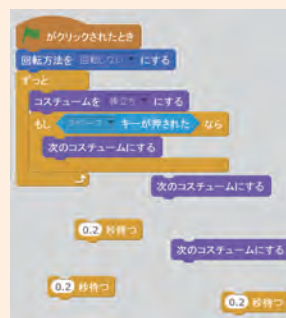 がクリックされたとき
回転方法を 回転しない にする
ずっと
コスチュームを 棒立ち にする
もし スペース キーが押された なら
次のコスチュームにする
次のコスチュームにする
0.2 秒待つ
次のコスチュームにする
0.2 秒待つ
0.2 秒待つ